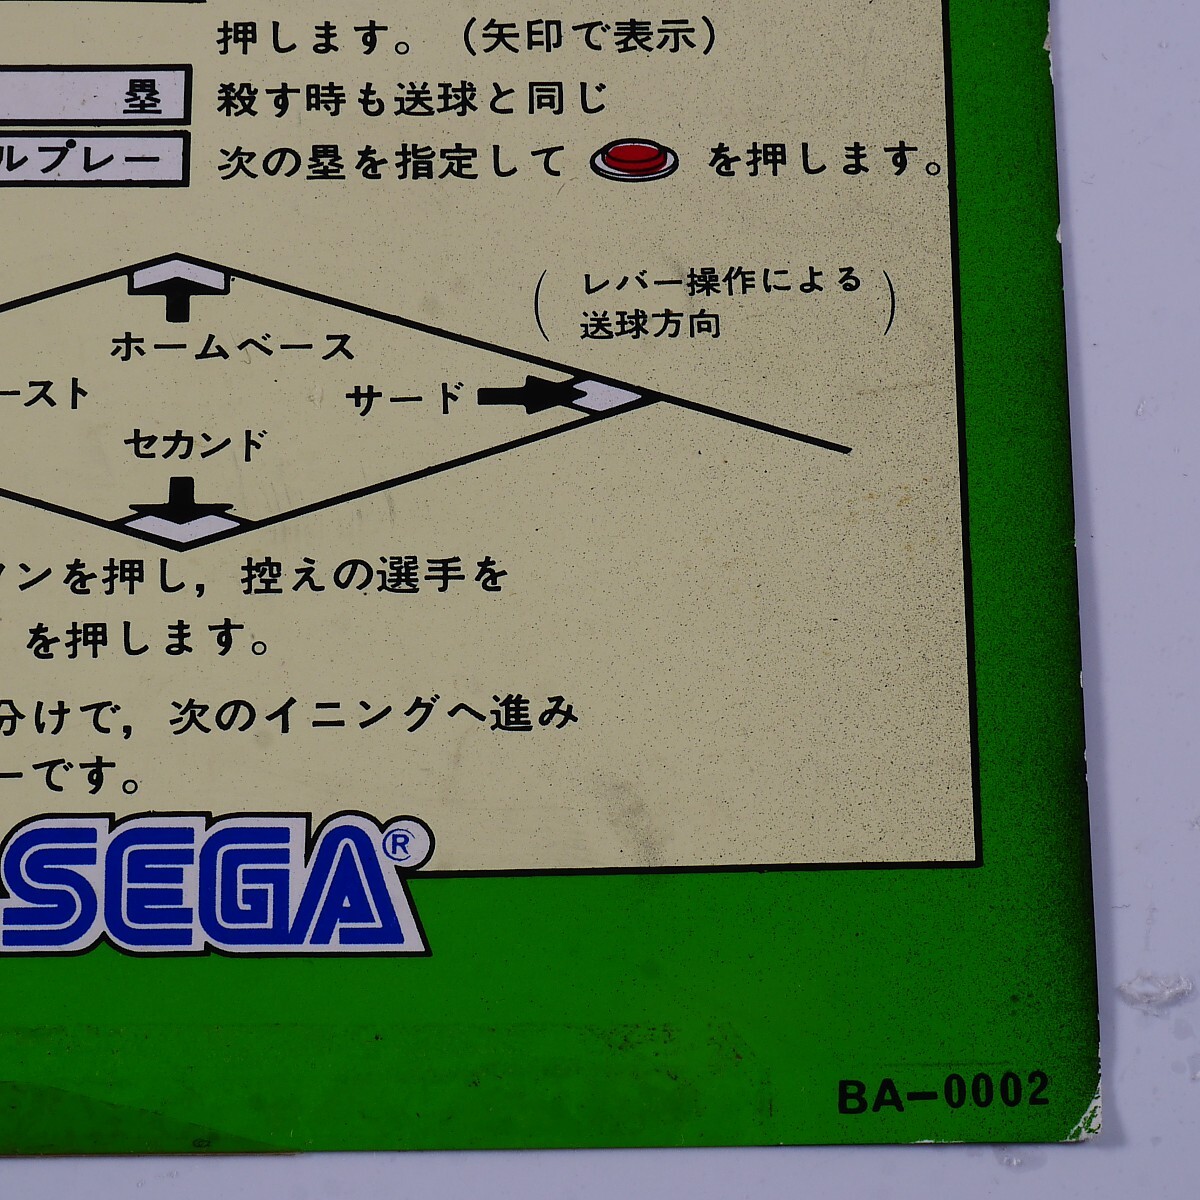 押します。(矢印で表示)
塁 殺す時も送球と同じ
ルプレー 次の塁を指定して を押します。
(レバー操作による
送球方向)
ホームベース
ースト
サード
セカンド
ンを押し, 控えの選手を
を押します。
分けで, 次のイニングへ進み
ーです。
SEGA®
BA-0002